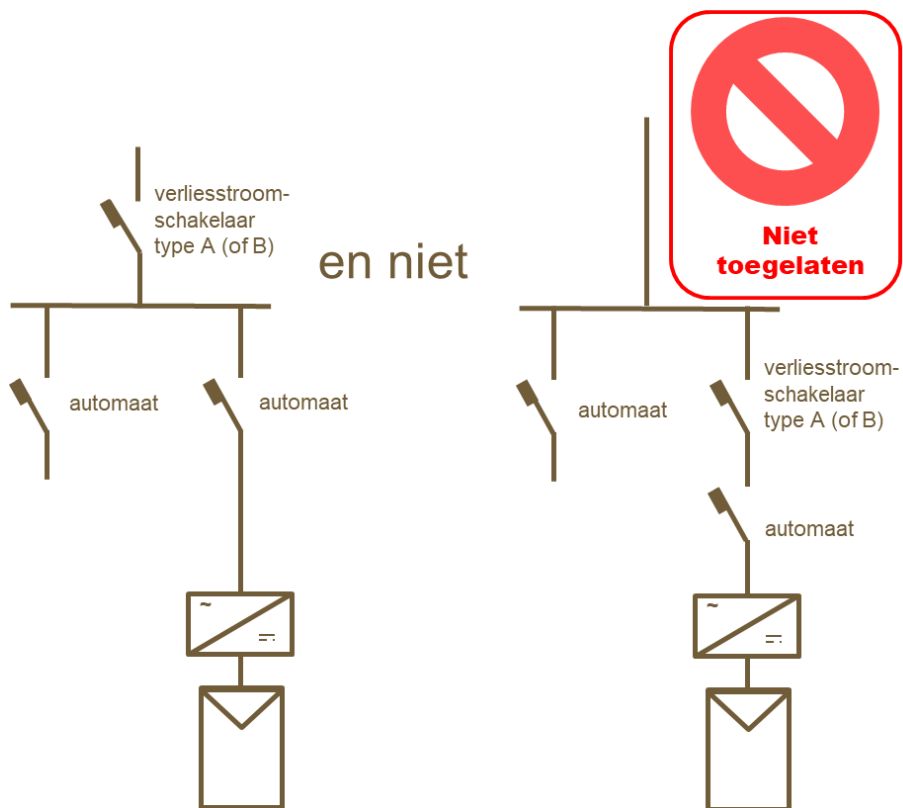 Niet
toegelaten
verliesstroom-
schakelaar
type A (of B)
en niet
automaat
automaat
~
automaat
verliesstroom-
schakelaar
type A (of B)
automaat
~